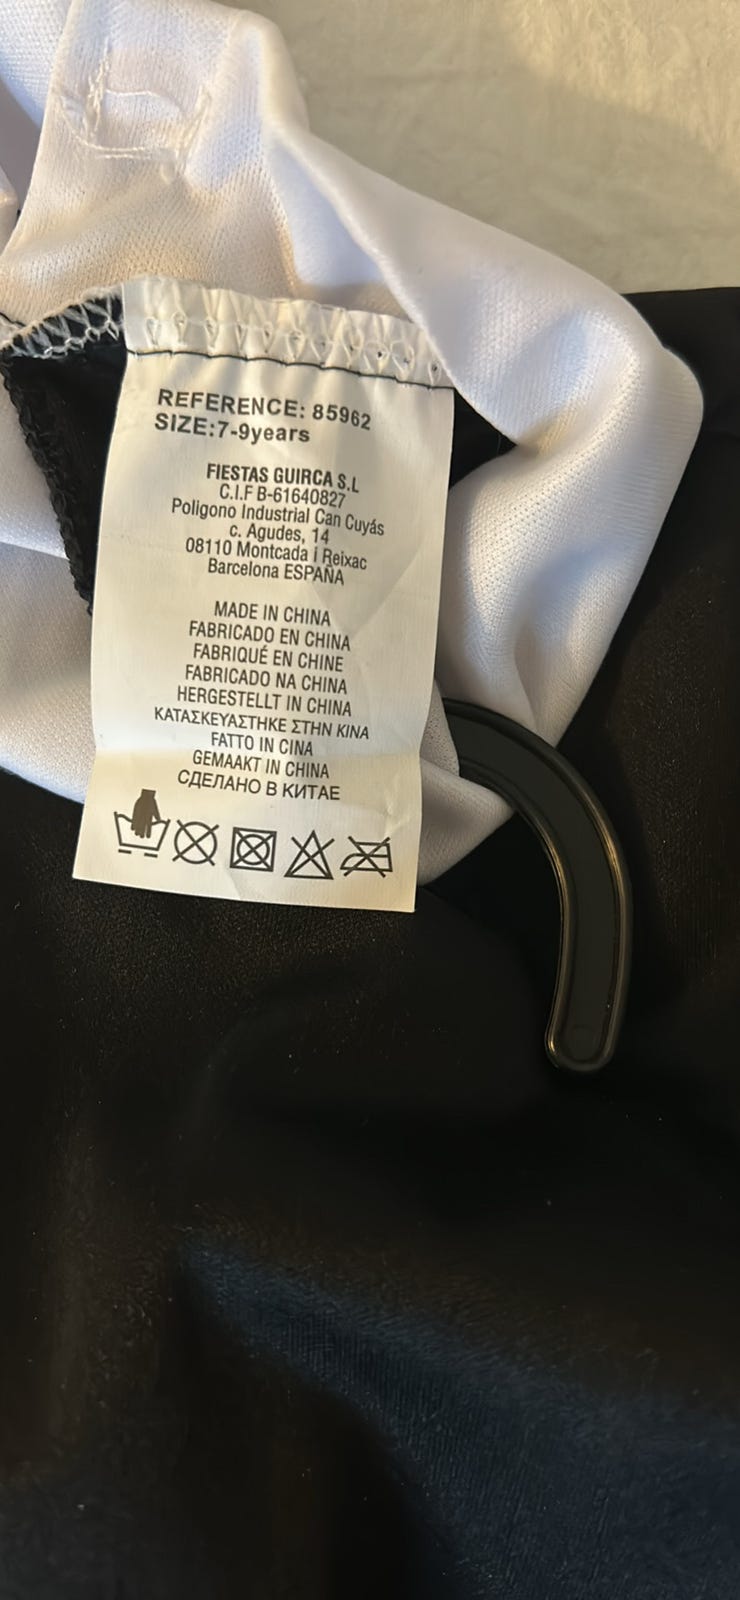 REFERENCE: 85962
SIZE:7-9years
FIESTAS GUIRCA S.L
C.I.F B-61640827
Poligono Industrial Can Cuyás
c. Agudes, 14
08110 Montcada i Reixac
Barcelona ESPAÑA
MADE IN CHINA
FABRICADO EN CHINA
FABRIQUÉ EN CHINE
FABRICADO NA CHINA
HERGESTELLT IN CHINA
ΚΑΤΑΣΚΕΥΑΣΤΗΚΕ ΣΤΗΝ ΚΙΝΑ
FATTO IN CINA
GEMAAKT IN CHINA
СДЕЛАНО В КИТАЕ